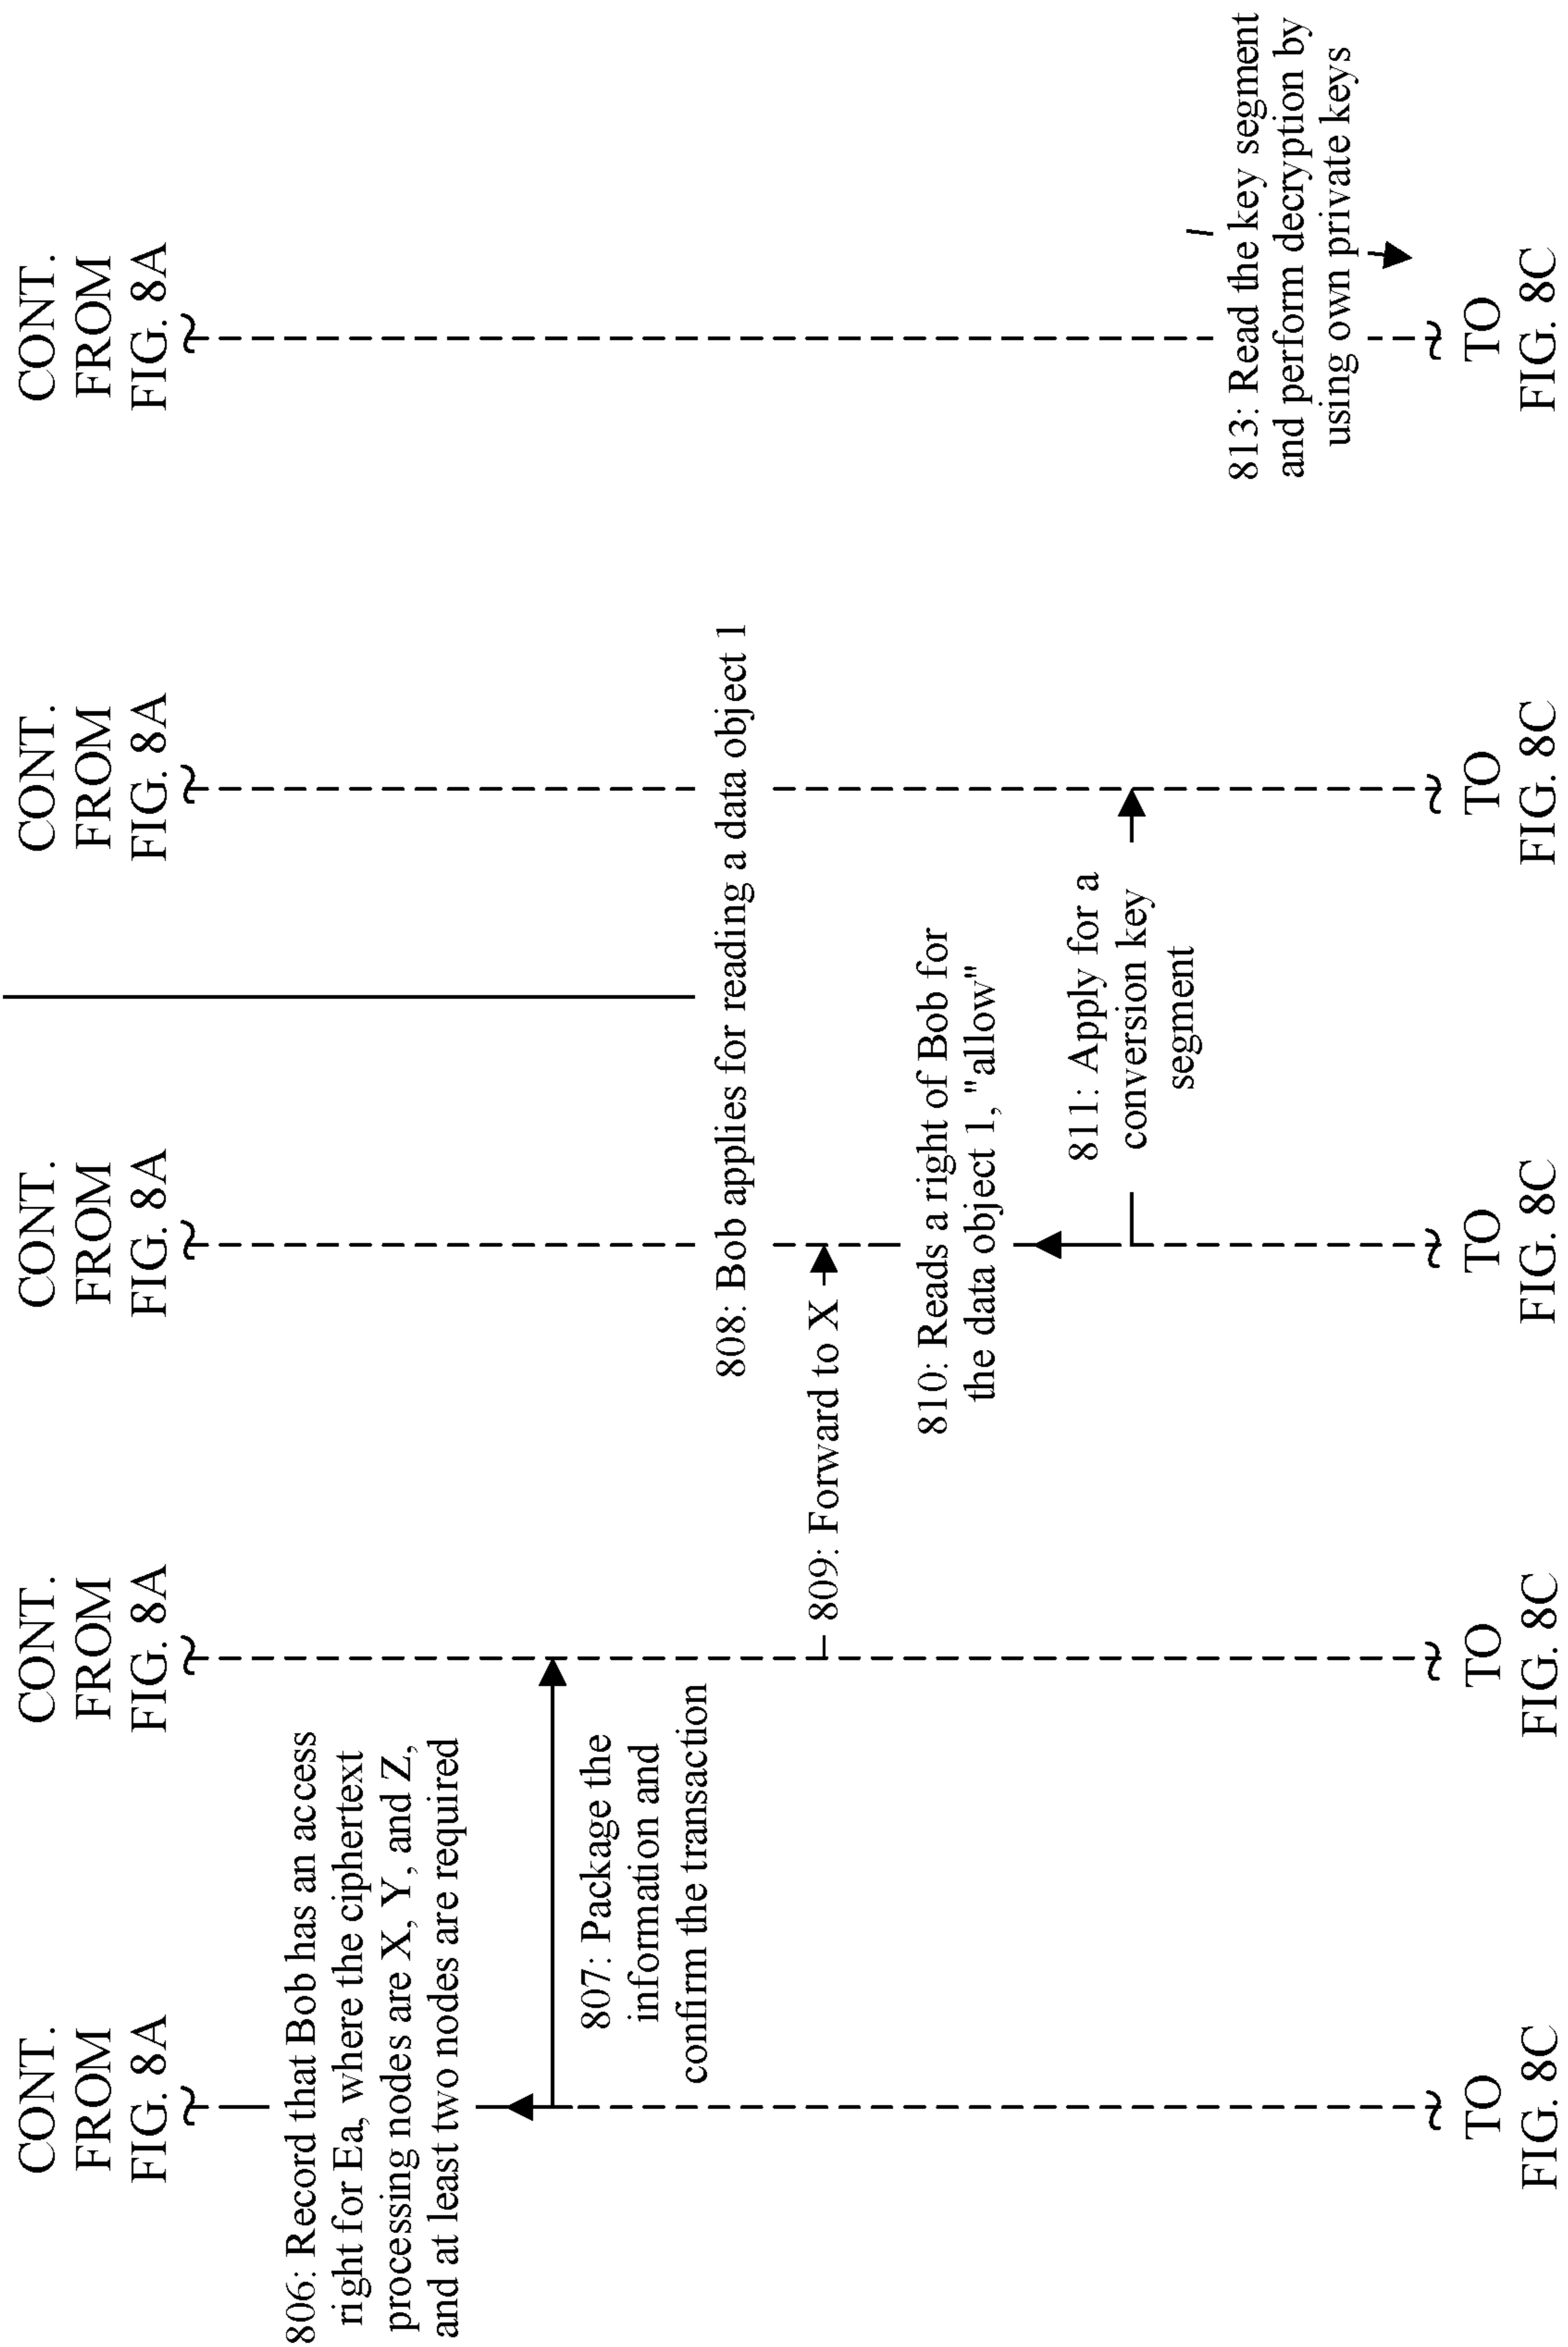 CONT.
FROM
FIG. 8A
CONT.
FROM
FIG. 8A
CONT.
FROM
FIG. 8A
CONT.
FROM
FIG. 8A
CONT.
FROM
FIG. 8A
806: Record that Bob has an access
right for Ea, where the ciphertext
processing nodes are X, Y, and Z,
and at least two nodes are required
807: Package the
information and
confirm the transaction
808: Bob applies for reading a data object 1
809: Forward to X
810: Reads a right of Bob for
the data object 1, "allow"
811: Apply for a
conversion key
segment
813: Read the key segment
and perform decryption by
using own private keys
TO
FIG. 8C
TO
FIG. 8C
TO
FIG. 8C
TO
FIG. 8C
TO
FIG. 8C